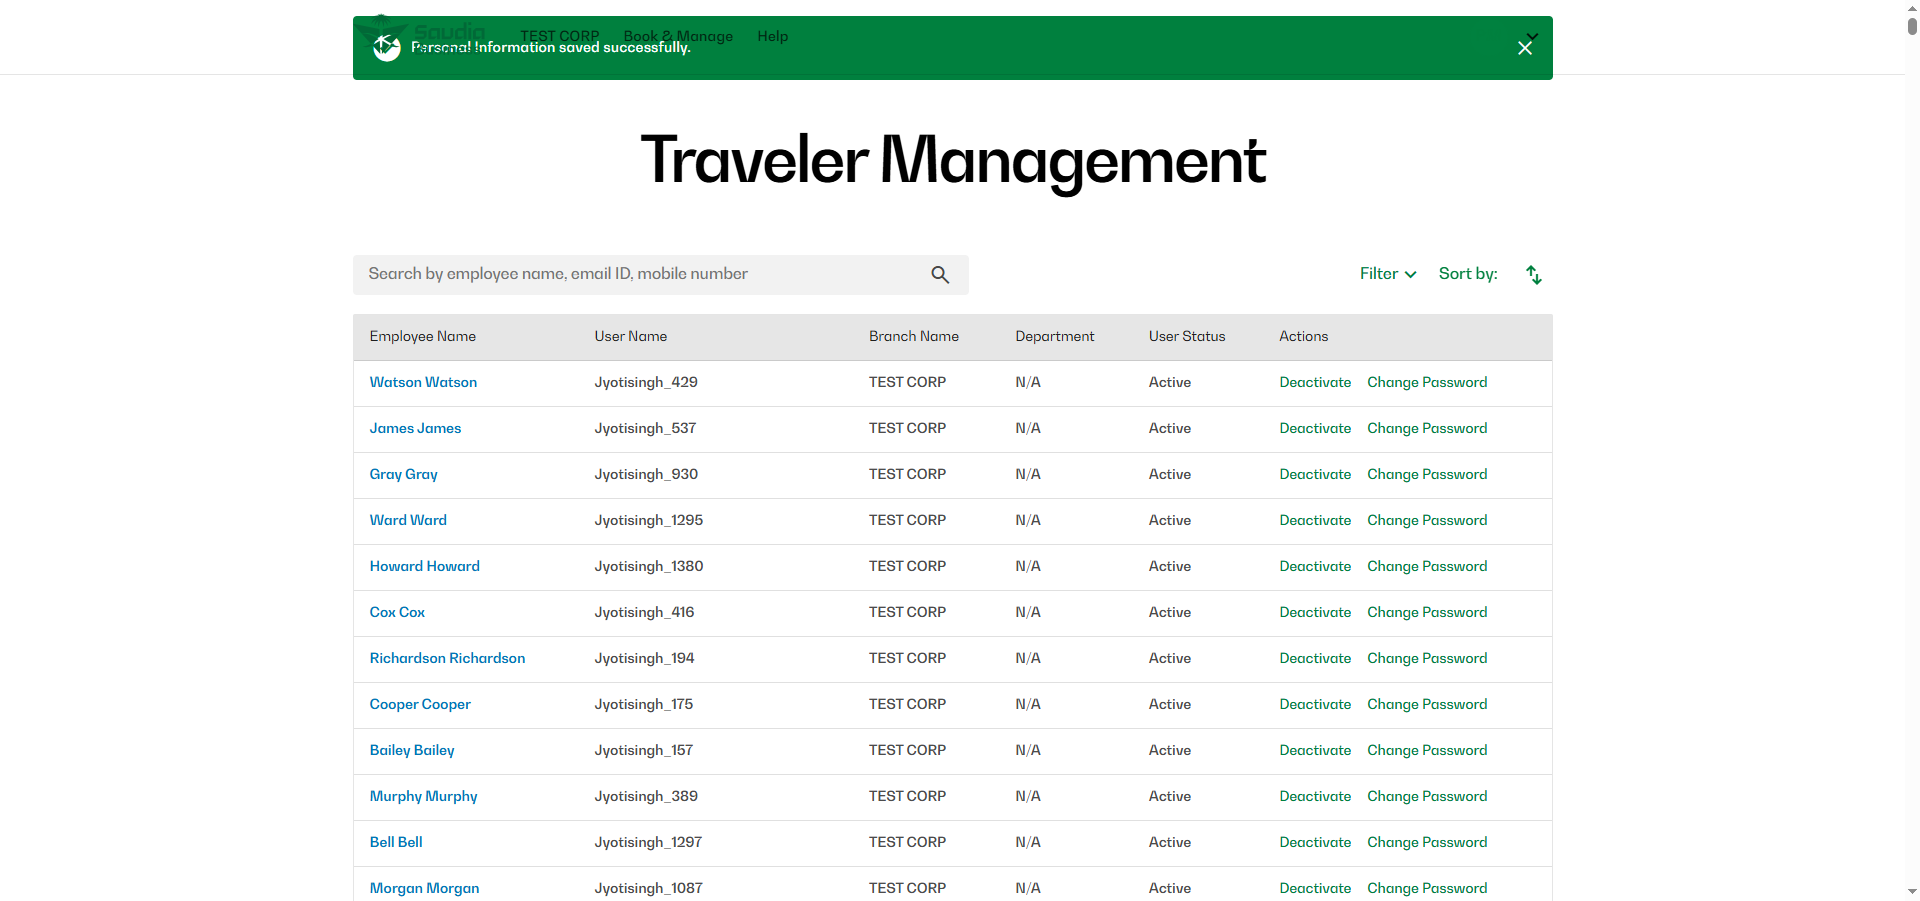 Saudia
TEST CORP Book & Manage Help
Personal Information saved successfully.
Traveler Management
Search by employee name, email ID, mobile number
Filter Sort by:
Employee Name User Name Branch Name Department User Status Actions
Watson Watson Jyotisingh_429 TEST CORP N/A Active Deactivate Change Password
James James Jyotisingh_537 TEST CORP N/A Active Deactivate Change Password
Gray Gray Jyotisingh_930 TEST CORP N/A Active Deactivate Change Password
Ward Ward Jyotisingh_1295 TEST CORP N/A Active Deactivate Change Password
Howard Howard Jyotisingh_1380 TEST CORP N/A Active Deactivate Change Password
Cox Cox Jyotisingh_416 TEST CORP N/A Active Deactivate Change Password
Richardson Richardson Jyotisingh_194 TEST CORP N/A Active Deactivate Change Password
Cooper Cooper Jyotisingh_175 TEST CORP N/A Active Deactivate Change Password
Bailey Bailey Jyotisingh_157 TEST CORP N/A Active Deactivate Change Password
Murphy Murphy Jyotisingh_389 TEST CORP N/A Active Deactivate Change Password
Bell Bell Jyotisingh_1297 TEST CORP N/A Active Deactivate Change Password
Morgan Morgan Jyotisingh_1087 TEST CORP N/A Active Deactivate Change Password